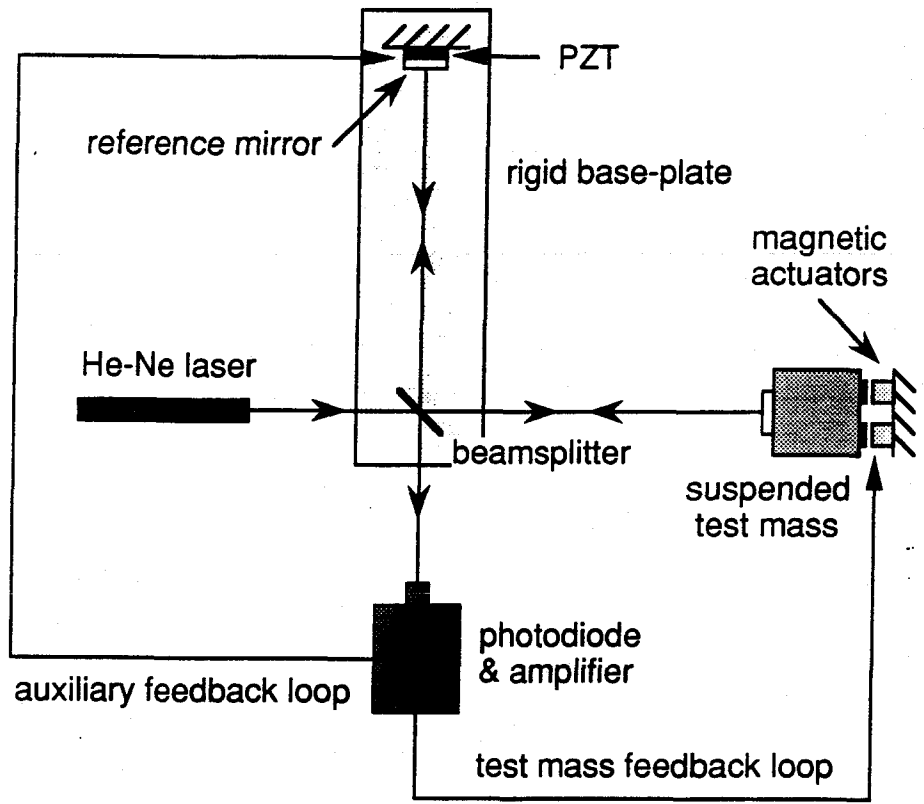 PZT
reference mirror
rigid base-plate
magnetic
actuators
He-Ne laser
beamsplitter
suspended
test mass
photodiode
& amplifier
auxiliary feedback loop
test mass feedback loop